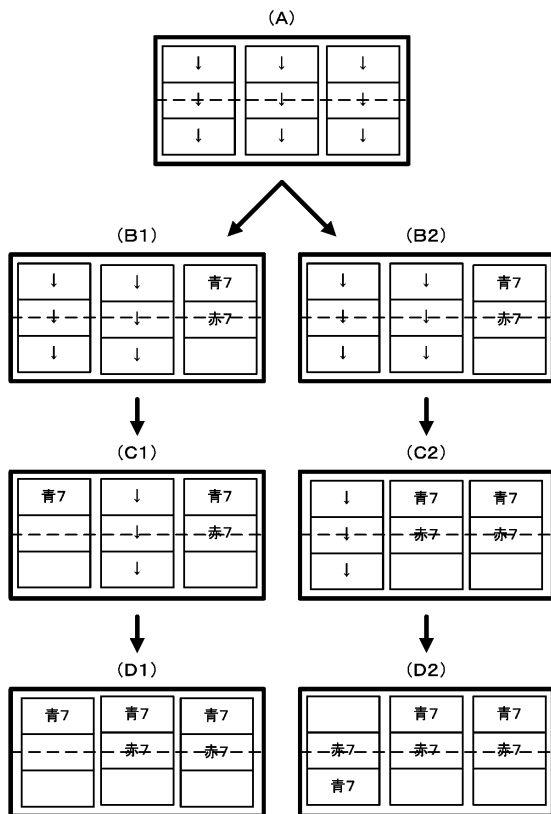 (A)
↓ ↓ ↓
↓ ↓ ↓
↓ ↓ ↓
(B1) (B2)
↓ ↓ 青7 ↓ ↓ 青7
↓ ↓ 赤7 ↓ ↓ 赤7
↓ ↓ ↓ ↓
(C1) (C2)
青7 ↓ 青7 ↓ 青7 青7
↓ 赤7 ↓ 赤7 赤7
↓ ↓
(D1) (D2)
青7 青7 青7 青7 青7
赤7 赤7 赤7 赤7 赤7
青7